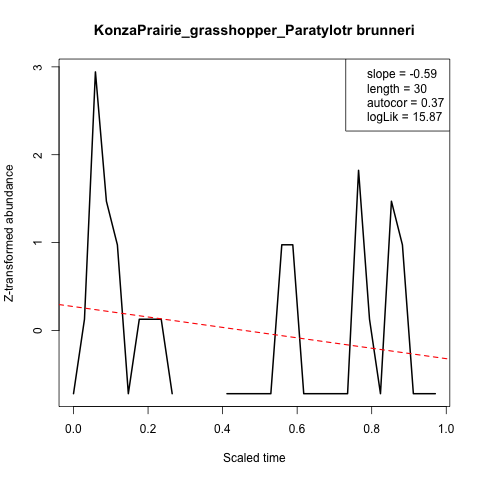 KonzaPrairie_grasshopper_Paratylotr brunneri
slope = -0.59
length = 30
autocor = 0.37
logLik = 15.87
Z-transformed abundance
3
2
1
0
0.0 0.2 0.4 0.6 0.8 1.0
Scaled time